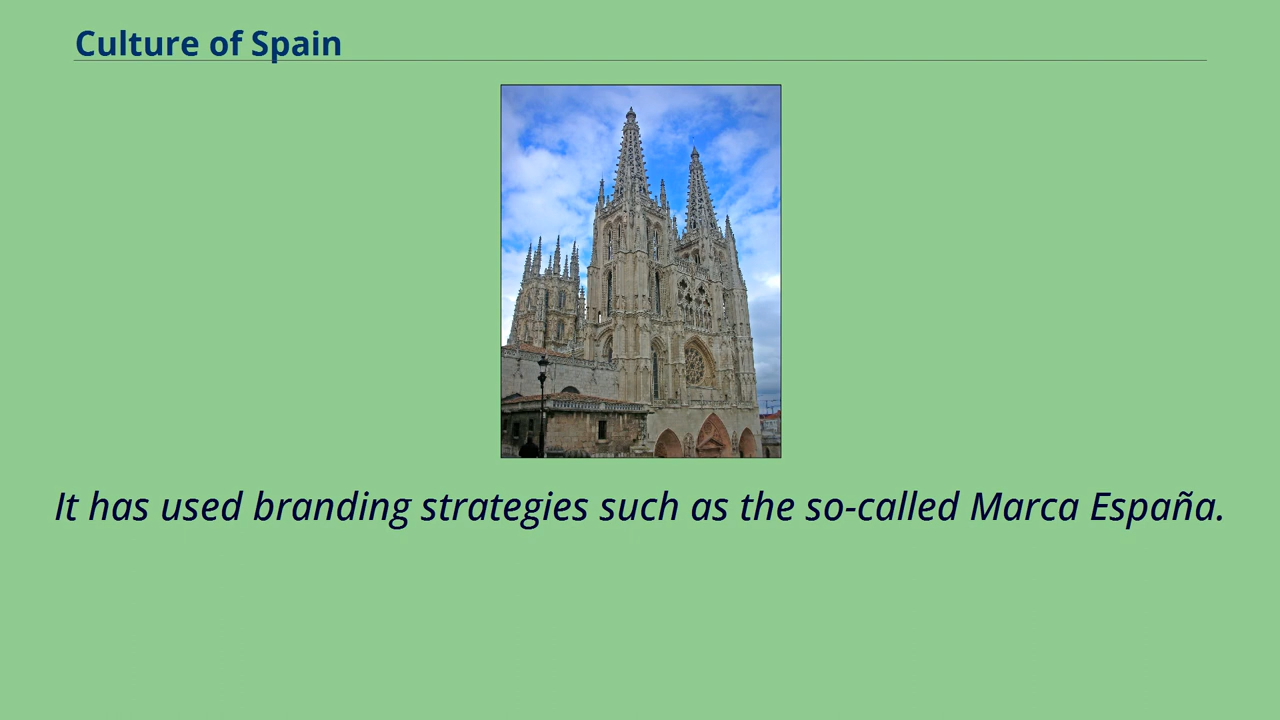 Culture of Spain
It has used branding strategies such as the so-called Marca España.